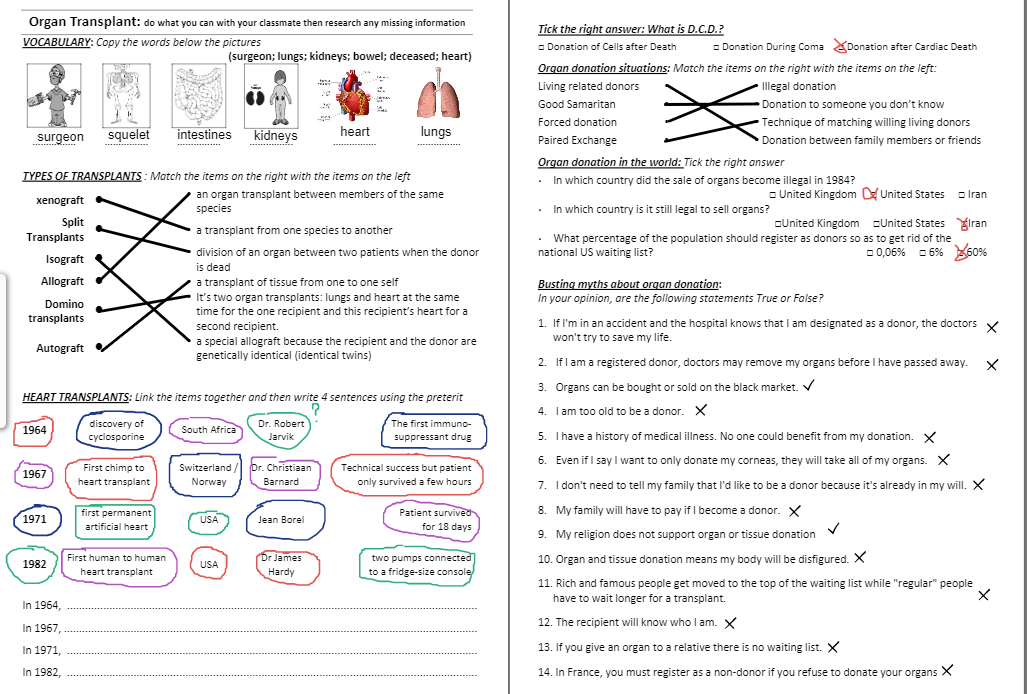 Organ Transplant: do what you can with your classmate then research any missing information
VOCABULARY: Copy the words below the pictures
(surgeon; lungs; kidneys; bowel; deceased; heart)
surgeon
squelet
intestines
kidneys
heart
lungs
TYPES OF TRANSPLANTS : Match the items on the right with the items on the left
xenograft
Split
Transplants
Isograft
Allograft
Domino
transplants
Autograft
an organ transplant between members of the same
species
a transplant from one species to another
division of an organ between two patients when the donor
is dead
a transplant of tissue from one to one self
It's two organ transplants: lungs and heart at the same
time for the one recipient and this recipient's heart for a
second recipient.
a special allograft because the recipient and the donor are
genetically identical (identical twins)
HEART TRANSPLANTS: Link the items together and then write 4 sentences using the preterit
?
1964
discovery of
cyclosporine
South Africa
Dr. Robert
Jarvik
The first immuno-
suppressant drug
1967
First chimp to
heart transplant
Switzerland /
Norway
Dr. Christiaan
Barnard
Technical success but patient
only survived a few hours
1971
first permanent
artificial heart
USA
Jean Borel
Patient survived
for 18 days
1982
First human to human
heart transplant
USA
Dr James
Hardy
two pumps connected
to a fridge-size console
In 1964,
In 1967,
In 1971,
In 1982,
Tick the right answer: What is D.C.D.?
□ Donation of Cells after Death □ Donation During Coma □ Donation after Cardiac Death
Organ donation situations: Match the items on the right with the items on the left:
Living related donors
Good Samaritan
Forced donation
Paired Exchange
Illegal donation
Donation to someone you don't know
Technique of matching willing living donors
Donation between family members or friends
Organ donation in the world: Tick the right answer
- In which country did the sale of organs become illegal in 1984?
□ United Kingdom □ United States □ Iran
- In which country is it still legal to sell organs?
□United Kingdom □United States □Iran
- What percentage of the population should register as donors so as to get rid of the
national US waiting list? □ 0,06% □ 6% □ 60%
Busting myths about organ donation:
In your opinion, are the following statements True or False?
1. If I'm in an accident and the hospital knows that I am designated as a donor, the doctors
won't try to save my life. ✗
2. If I am a registered donor, doctors may remove my organs before I have passed away. ✗
3. Organs can be bought or sold on the black market. ✓
4. I am too old to be a donor. ✗
5. I have a history of medical illness. No one could benefit from my donation. ✗
6. Even if I say I want to only donate my corneas, they will take all of my organs. ✗
7. I don't need to tell my family that I'd like to be a donor because it's already in my will. ✗
8. My family will have to pay if I become a donor. ✗
9. My religion does not support organ or tissue donation ✓
10. Organ and tissue donation means my body will be disfigured. ✗
11. Rich and famous people get moved to the top of the waiting list while "regular" people
have to wait longer for a transplant. ✗
12. The recipient will know who I am. ✗
13. If you give an organ to a relative there is no waiting list. ✗
14. In France, you must register as a non-donor if you refuse to donate your organs ✗